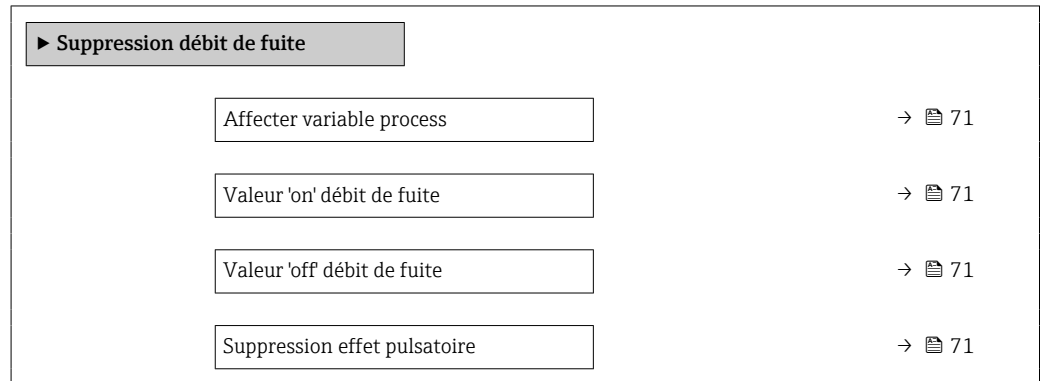 ▶ Suppression débit de fuite
Affecter variable process → 71
Valeur 'on' débit de fuite → 71
Valeur 'off' débit de fuite → 71
Suppression effet pulsatoire → 71